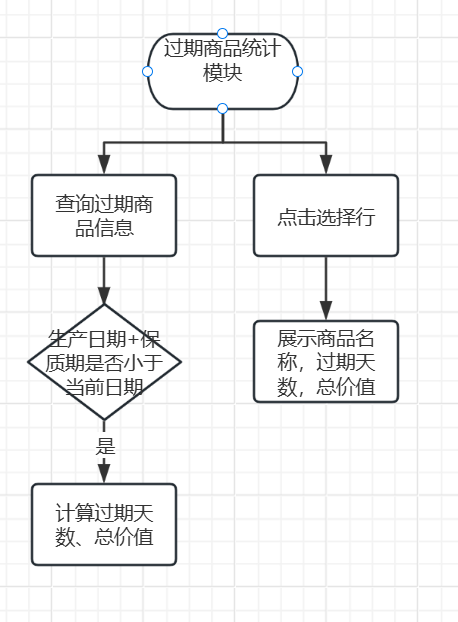 过期商品统计
模块
查询过期商
品信息
点击选择行
生产日期+保
质期是否小于
当前日期
展示商品名
称，过期天
数，总价值
是
计算过期天
数、总价值